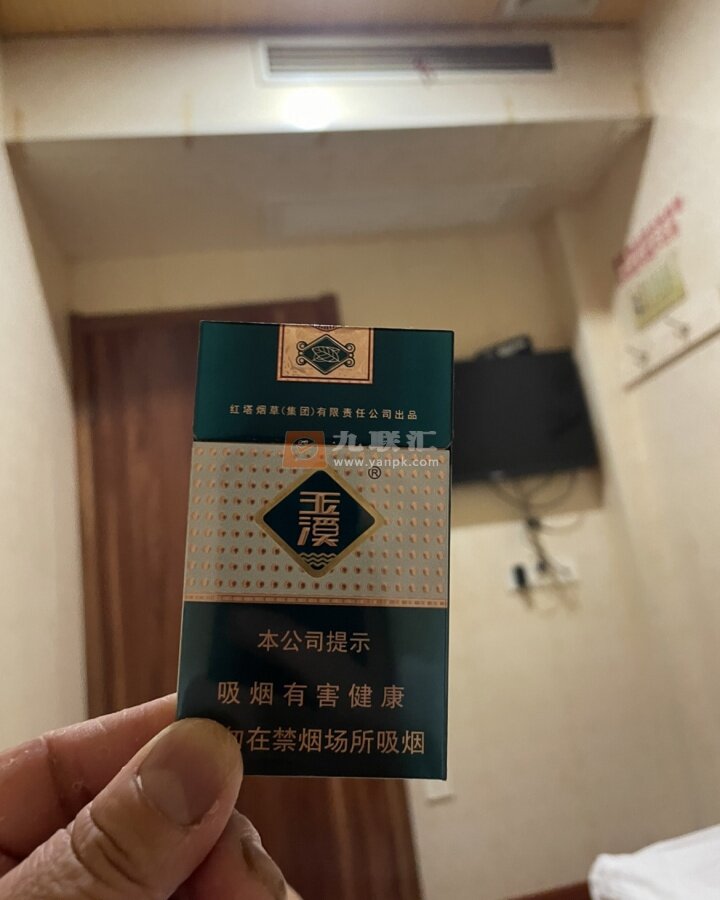 红塔烟草(集团)有限责任公司出品
九联汇
www.yanpk.com
®
玉溪
本公司提示
吸烟有害健康
勿在禁烟场所吸烟